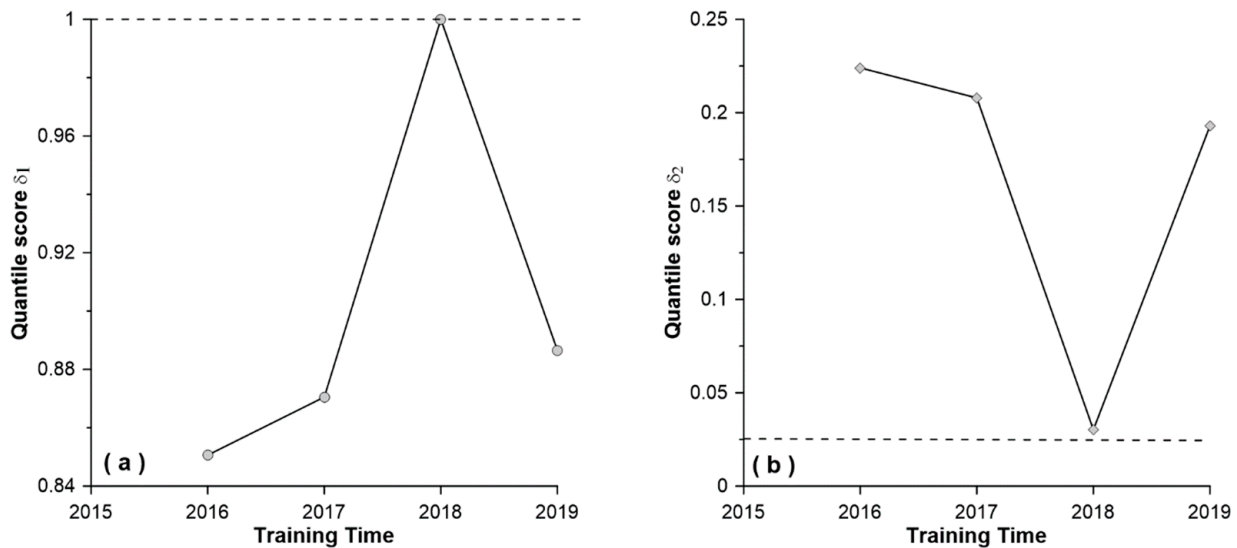 1
0.96
0.92
0.88
0.84
Quantile score δ1
( a )
2015 2016 2017 2018 2019
Training Time
0.25
0.2
0.15
0.1
0.05
0
Quantile score δ2
( b )
2015 2016 2017 2018 2019
Training Time